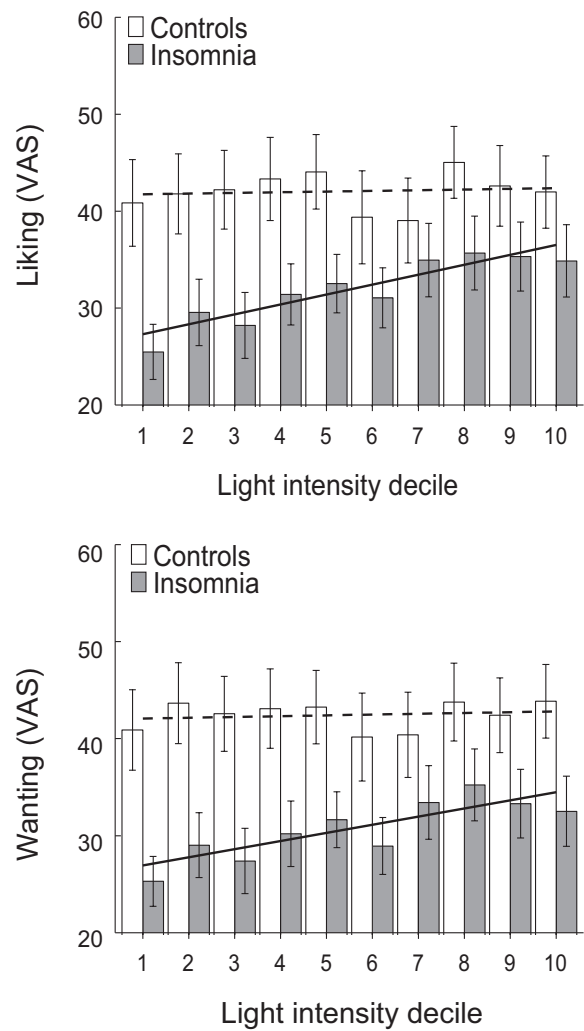 60
50
40
30
20
Liking (VAS)
Controls
Insomnia
1 2 3 4 5 6 7 8 9 10
Light intensity decile
60
50
40
30
20
Wanting (VAS)
Controls
Insomnia
1 2 3 4 5 6 7 8 9 10
Light intensity decile